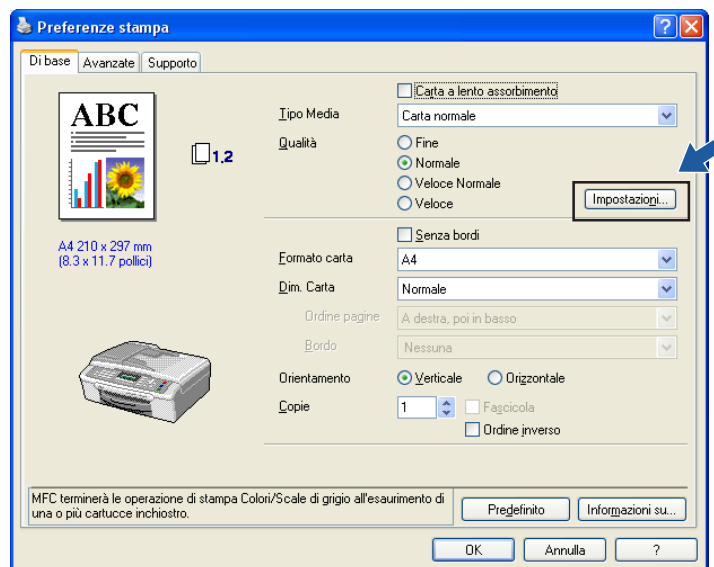 Preferenze stampa
Di base
Avanzate
Supporto
ABC
1.2
A4 210 x 297 mm
(8.3 x 11.7 pollici)
Carta a lento assorbimento
Tipo Media
Carta normale
Qualità
Fine
Normale
Veloce Normale
Veloce
Impostazioni...
Senza bordi
Formato carta
A4
Dim. Carta
Normale
Ordine pagine
A destra, poi in basso
Bordo
Nessuna
Orientamento
Verticale
Orizzontale
Copie
1
Fascicola
Ordine inverso
MFC terminerà le operazione di stampa Colori/Scale di grigio all'esaurimento di
una o più cartucce inchiostro.
Predefinito
Informazioni su...
OK
Annulla
?